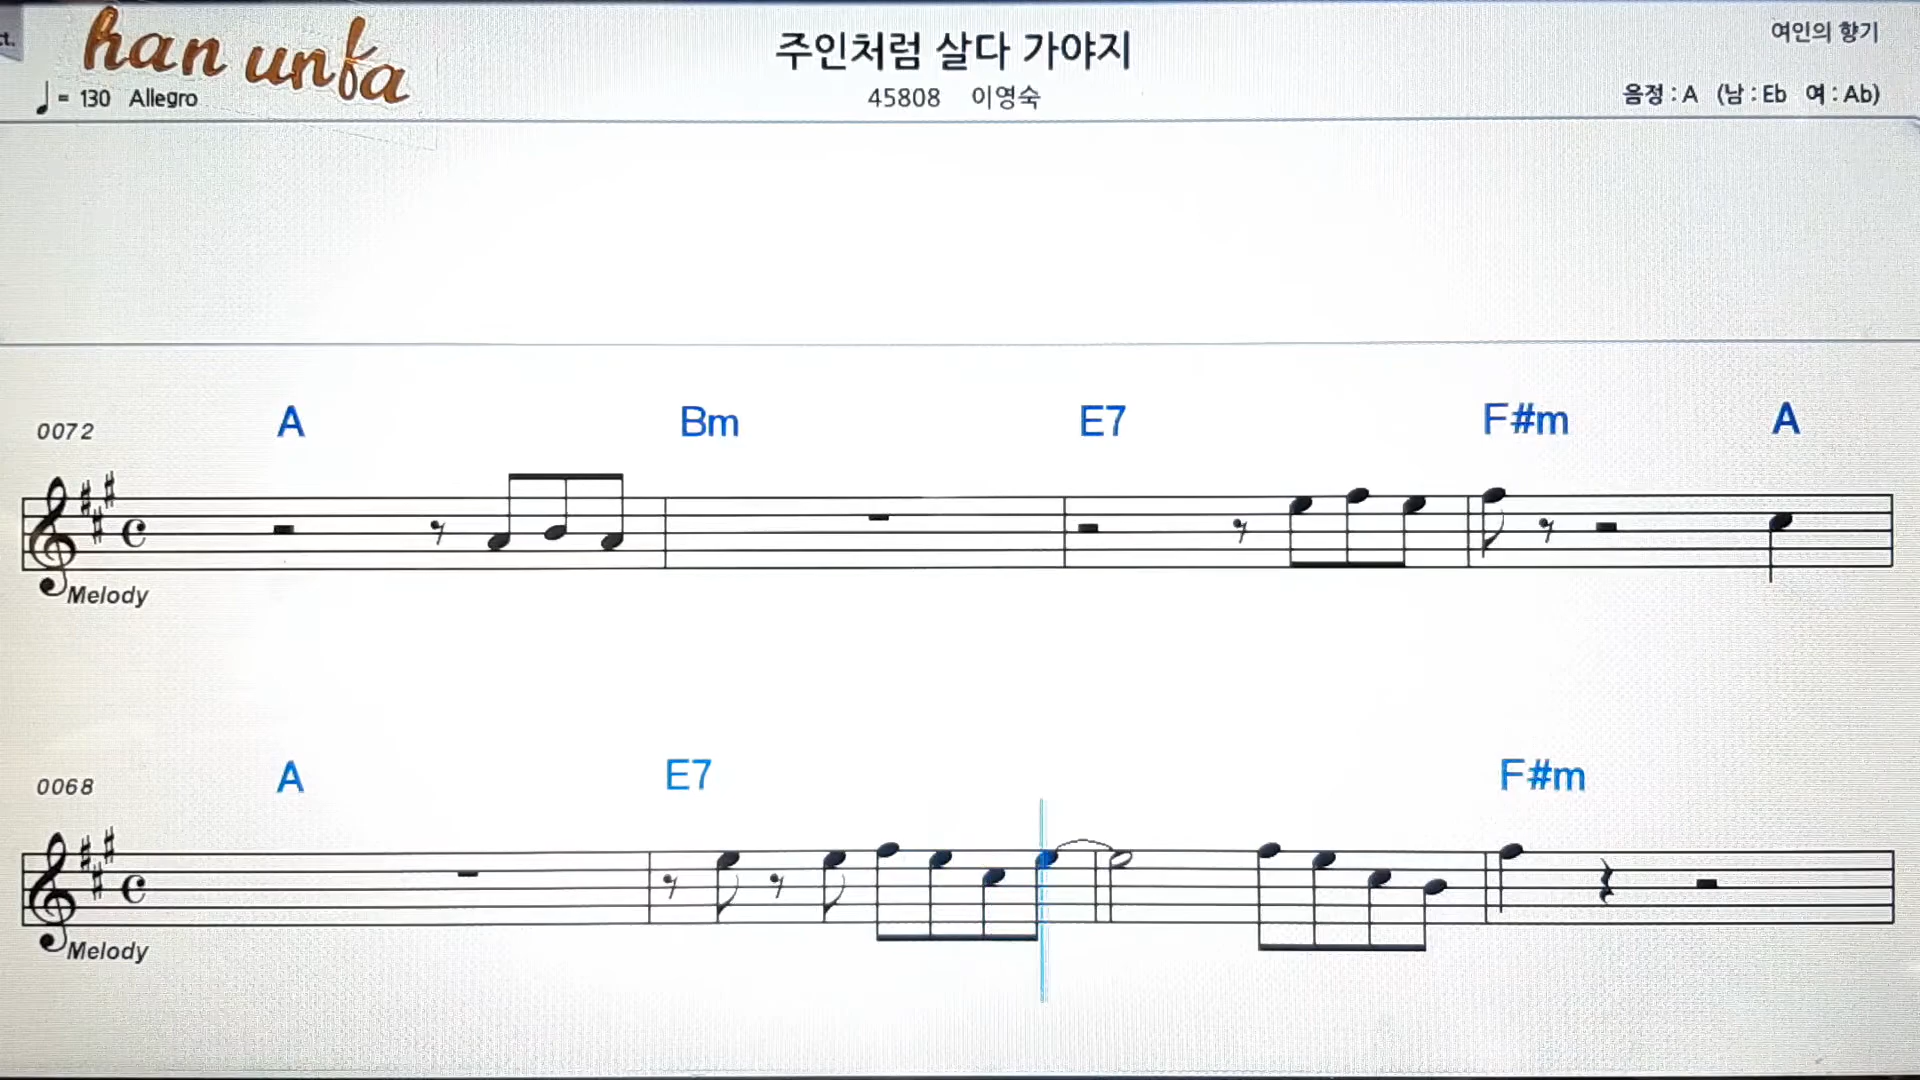 ct.
han unfa
주인처럼 살다 가야지
여인의 향기
= 130 Allegro
45808 이영숙
음정 : A (남 : Eb 여 : Ab)
0072 A Bm E7 F#m A
Melody
0068 A E7 F#m
Melody